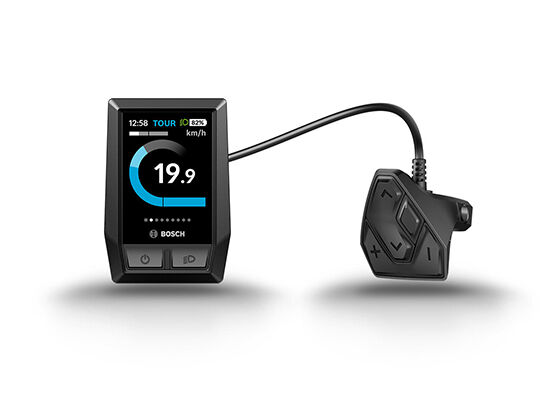 12:58 TOUR 82%
km/h
19.9
BOSCH
+ −